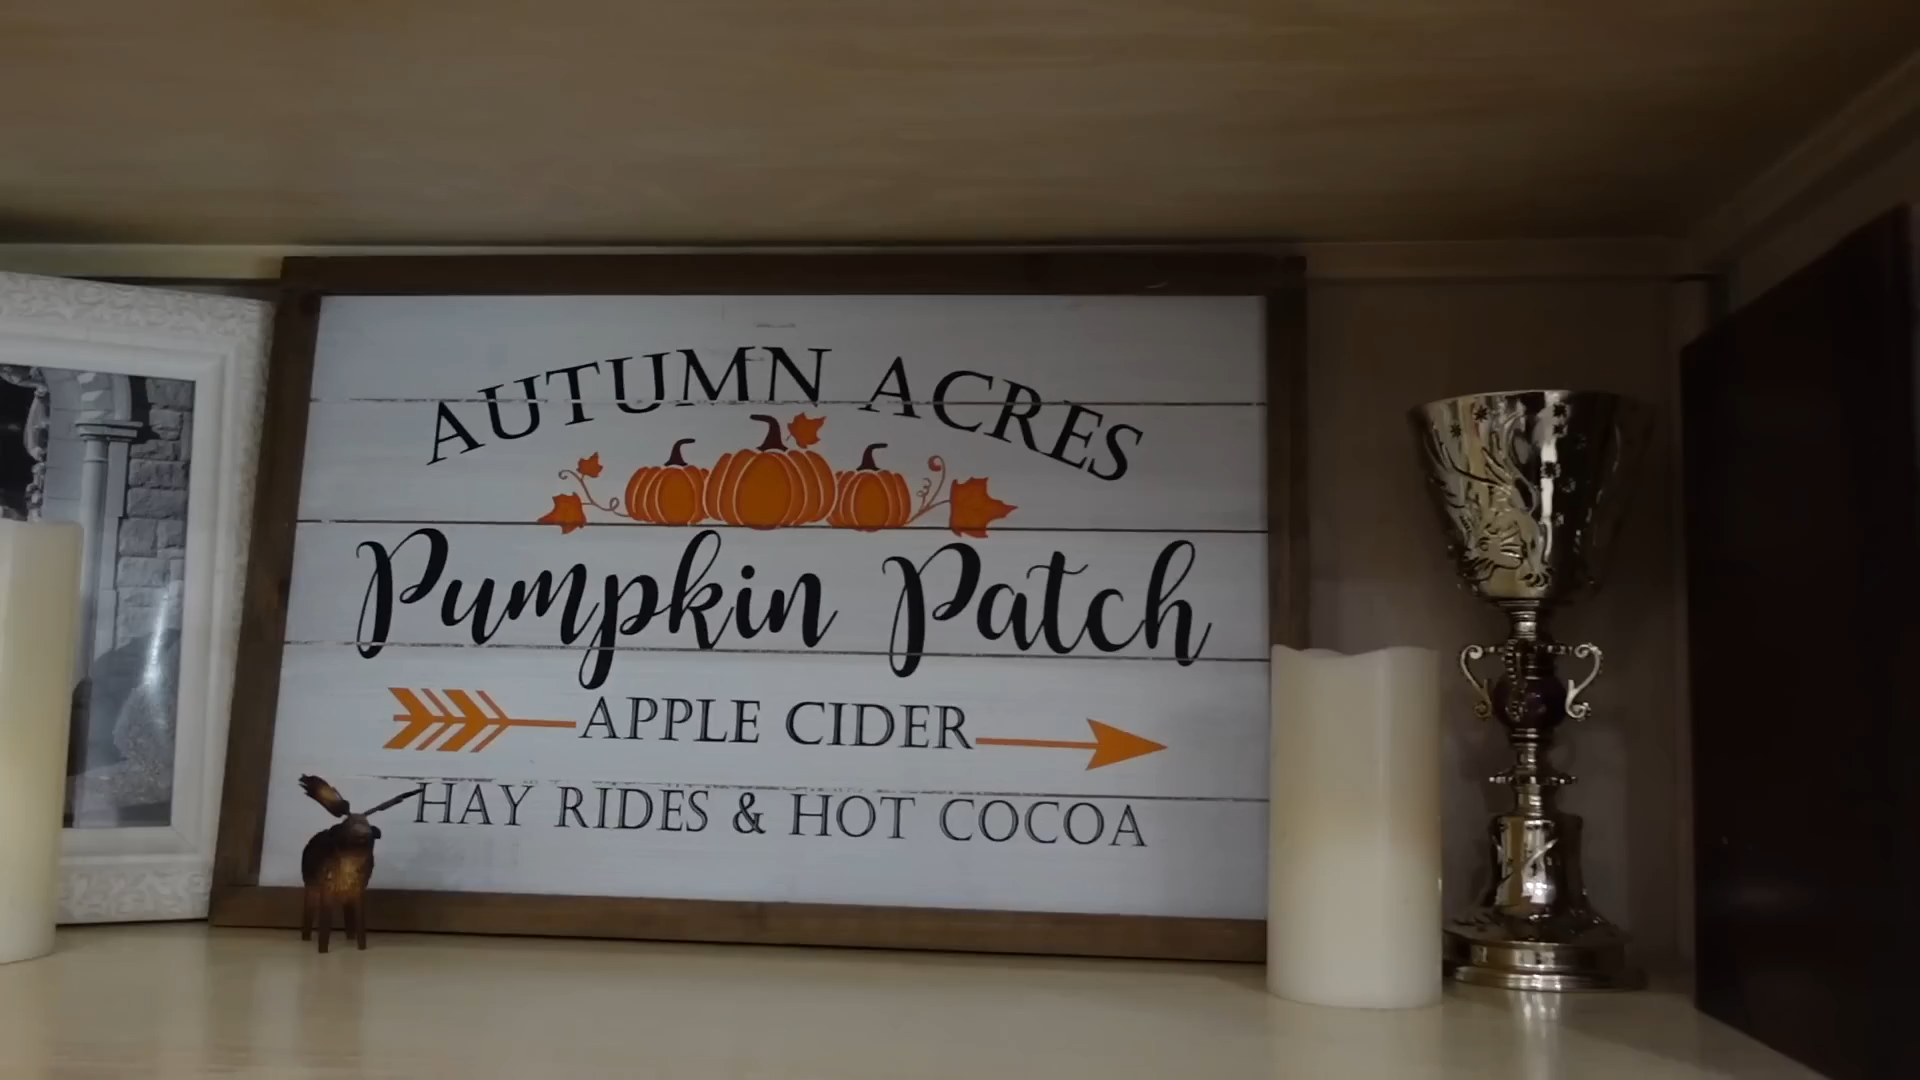 AUTUMN ACRES
Pumpkin Patch
APPLE CIDER
HAY RIDES & HOT COCOA